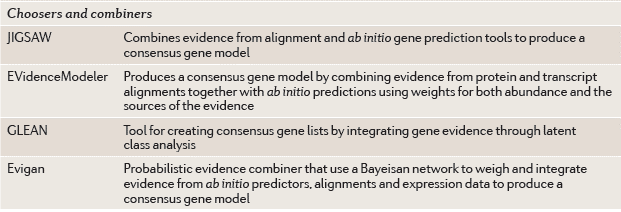 Choosers and combiners
JIGSAW Combines evidence from alignment and ab initio gene prediction tools to produce a
consensus gene model
EVidenceModeler Produces a consensus gene model by combining evidence from protein and transcript
alignments together with ab initio predictions using weights for both abundance and the
sources of the evidence
GLEAN Tool for creating consensus gene lists by integrating gene evidence through latent
class analysis
Evigan Probabilistic evidence combiner that use a Bayeisan network to weigh and integrate
evidence from ab initio predictors, alignments and expression data to produce a
consensus gene model